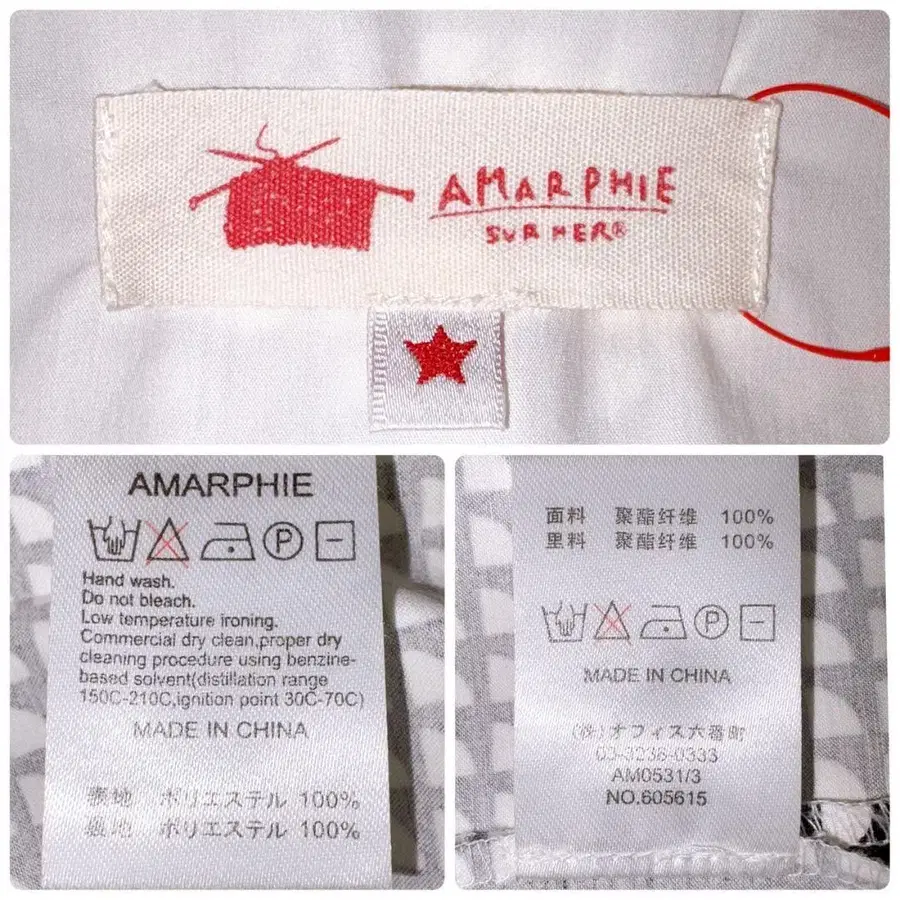 AMARPHIE
SUR MER®
AMARPHIE
Hand wash.
Do not bleach.
Low temperature ironing.
Commercial dry clean,proper dry
cleaning procedure using benzine-
based solvent(distillation range
150C-210C,ignition point 30C-70C)
MADE IN CHINA
表地 ポリエステル 100%
裏地 ポリエステル 100%
面料 聚酯纤维 100%
里料 聚酯纤维 100%
MADE IN CHINA
(株)オフィス六番町
03-3236-0333
AM0531/3
NO.605615